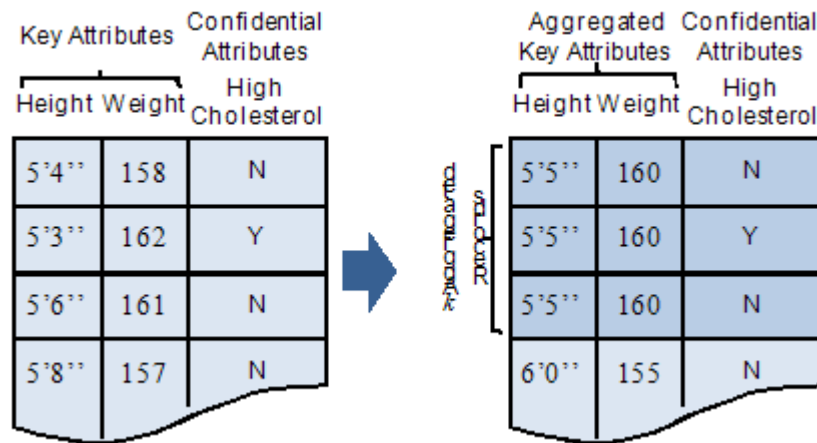 Key Attributes
Confidential
Attributes
Height Weight
High
Cholesterol
5'4'' 158 N
5'3'' 162 Y
5'6'' 161 N
5'8'' 157 N
Aggregated
Key Attributes
Confidential
Attributes
Height Weight
High
Cholesterol
5'5'' 160 N
5'5'' 160 Y
5'5'' 160 N
6'0'' 155 N